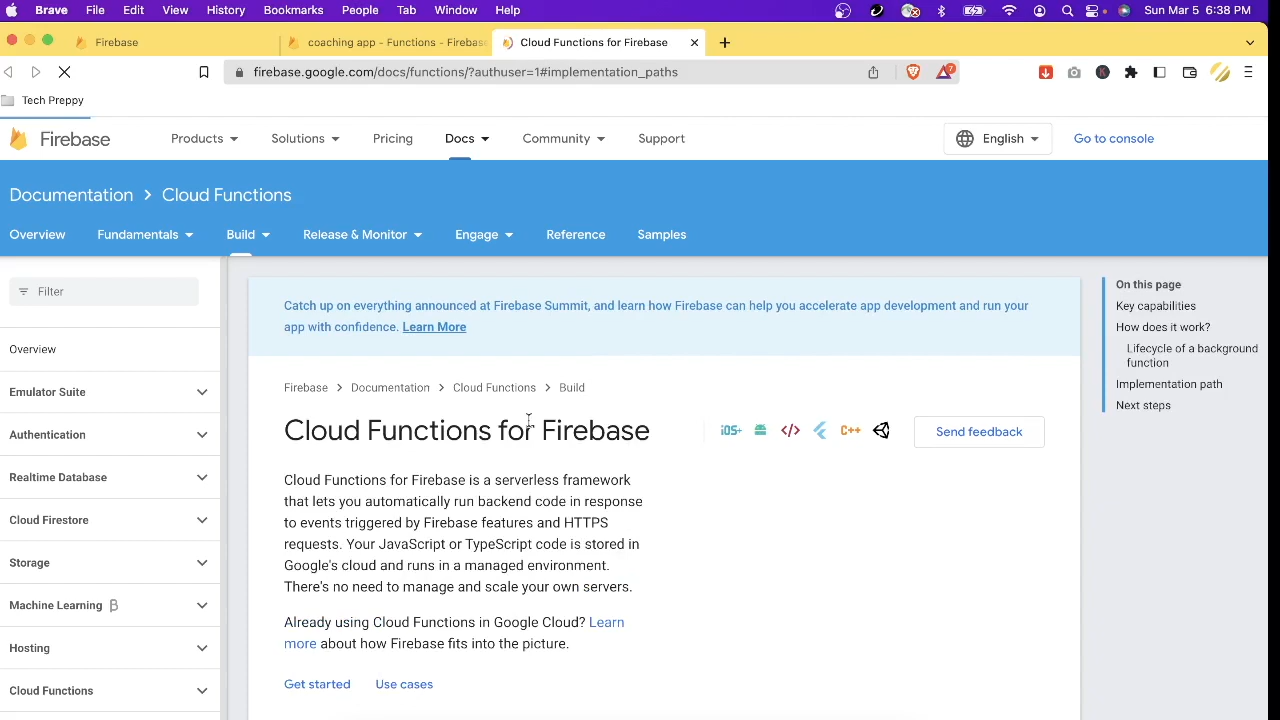 Brave File Edit View History Bookmarks People Tab Window Help Sun Mar 5 6:38 PM
Firebase coaching app - Functions - Firebase Cloud Functions for Firebase
firebase.google.com/docs/functions/?authuser=1#implementation_paths 7
Tech Preppy
Firebase Products Solutions Pricing Docs Community Support English Go to console
Documentation > Cloud Functions
Overview Fundamentals Build Release & Monitor Engage Reference Samples
Filter
Overview
Emulator Suite
Authentication
Realtime Database
Cloud Firestore
Storage
Machine Learning β
Hosting
Cloud Functions
Catch up on everything announced at Firebase Summit, and learn how Firebase can help you accelerate app development and run your
app with confidence. Learn More
Firebase > Documentation > Cloud Functions > Build
Cloud Functions for Firebase
iOS+ </> C++
Send feedback
Cloud Functions for Firebase is a serverless framework
that lets you automatically run backend code in response
to events triggered by Firebase features and HTTPS
requests. Your JavaScript or TypeScript code is stored in
Google's cloud and runs in a managed environment.
There's no need to manage and scale your own servers.
Already using Cloud Functions in Google Cloud? Learn
more about how Firebase fits into the picture.
Get started Use cases
On this page
Key capabilities
How does it work?
Lifecycle of a background
function
Implementation path
Next steps